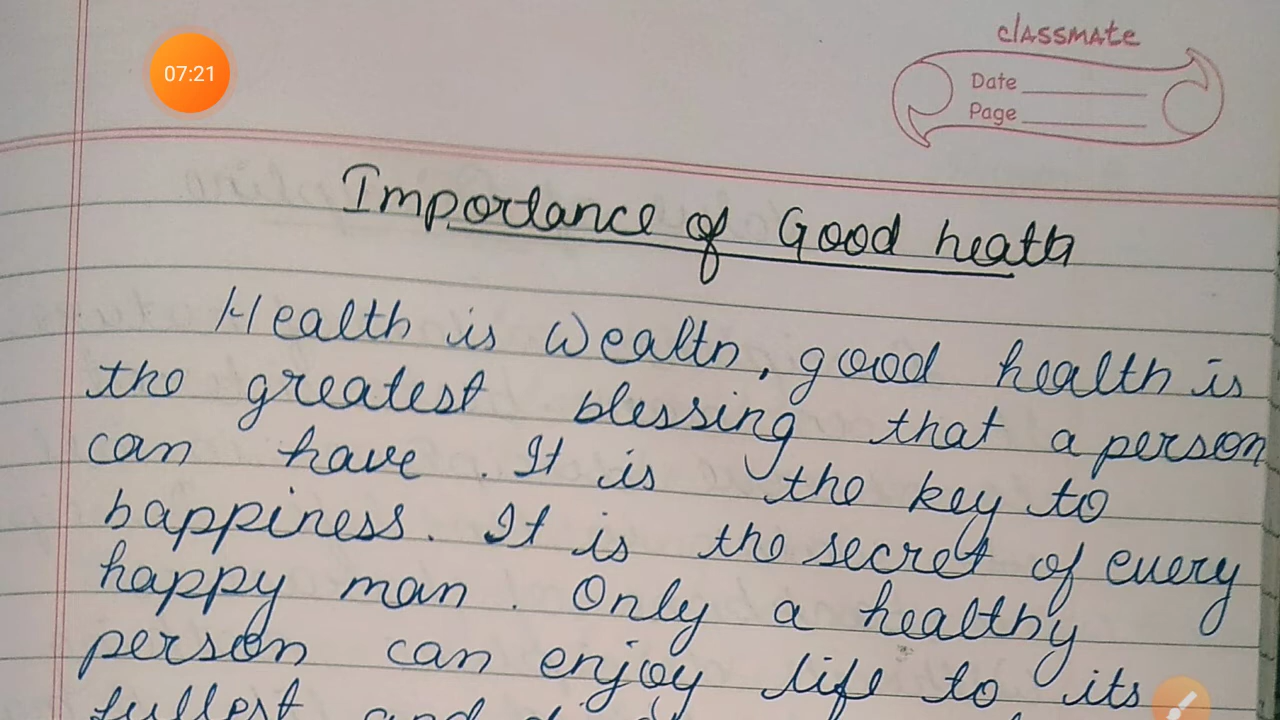 classmate
07:21
Date
Page
Importance of Good heath
Health is Wealth, good health is
the greatest blessing that a person
can have. It is the key to
happiness. It is the secret of every
happy man. Only a healthy
person can enjoy life to its
fullest and